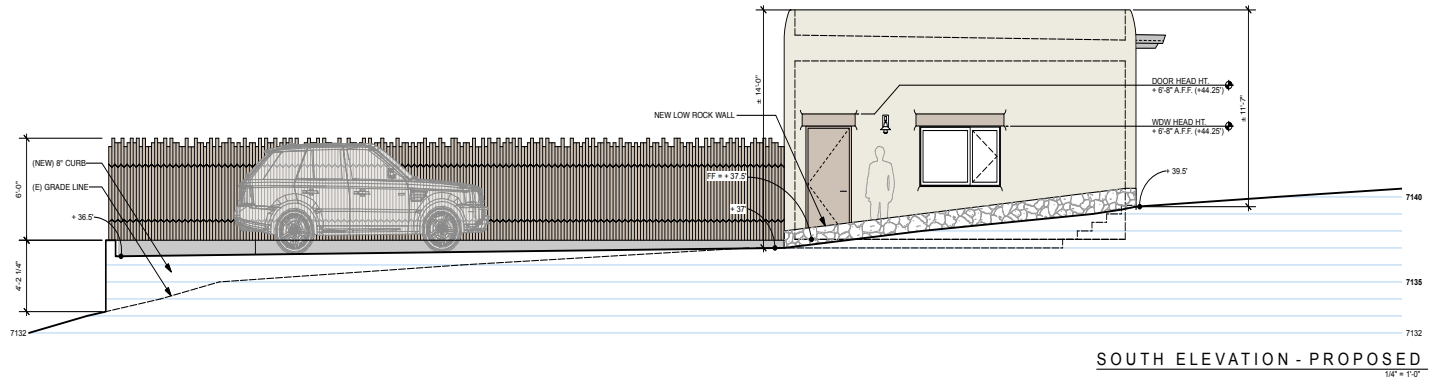 ± 14'-0"
DOOR HEAD HT.
+ 6'-8" A.F.F. (+44.25')
± 11'-7"
NEW LOW ROCK WALL
WDW HEAD HT.
+ 6'-8" A.F.F. (+44.25')
(NEW) 8" CURB
(E) GRADE LINE
6'-0"
FF = + 37.5'
+ 39.5'
+ 36.5'
+ 37'
7140
4'-2 1/4"
7135
7132
7132
SOUTH ELEVATION - PROPOSED
1/4" = 1'-0"